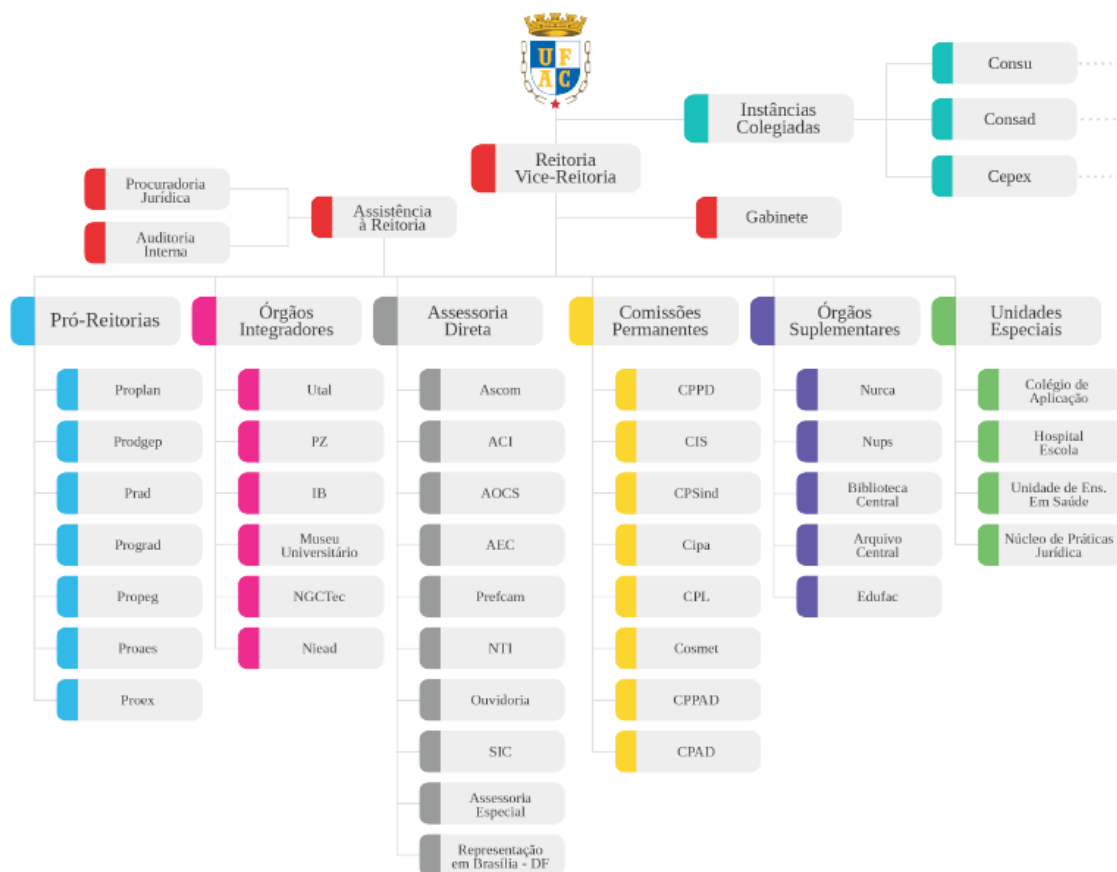 U F
A C
Instâncias
Colegiadas
Consu
Consad
Cepex
Reitoria
Vice-Reitoria
Procuradoria
Jurídica
Auditoria
Interna
Assistência
à Reitoria
Gabinete
Pró-Reitorias
Proplan
Prodgep
Prad
Prograd
Propeg
Proaes
Proex
Órgãos
Integradores
Utal
PZ
IB
Museu
Universitário
NGCTec
Niead
Assessoria
Direta
Ascom
ACI
AOCS
AEC
Prefcam
NTI
Ouvidoria
SIC
Assessoria
Especial
Representação
em Brasília - DF
Comissões
Permanentes
CPPD
CIS
CPSind
Cipa
CPL
Cosmet
CPPAD
CPAD
Órgãos
Suplementares
Nurca
Nups
Biblioteca
Central
Arquivo
Central
Edufac
Unidades
Especiais
Colégio de
Aplicação
Hospital
Escola
Unidade de Ens.
Em Saúde
Núcleo de Práticas
Jurídica